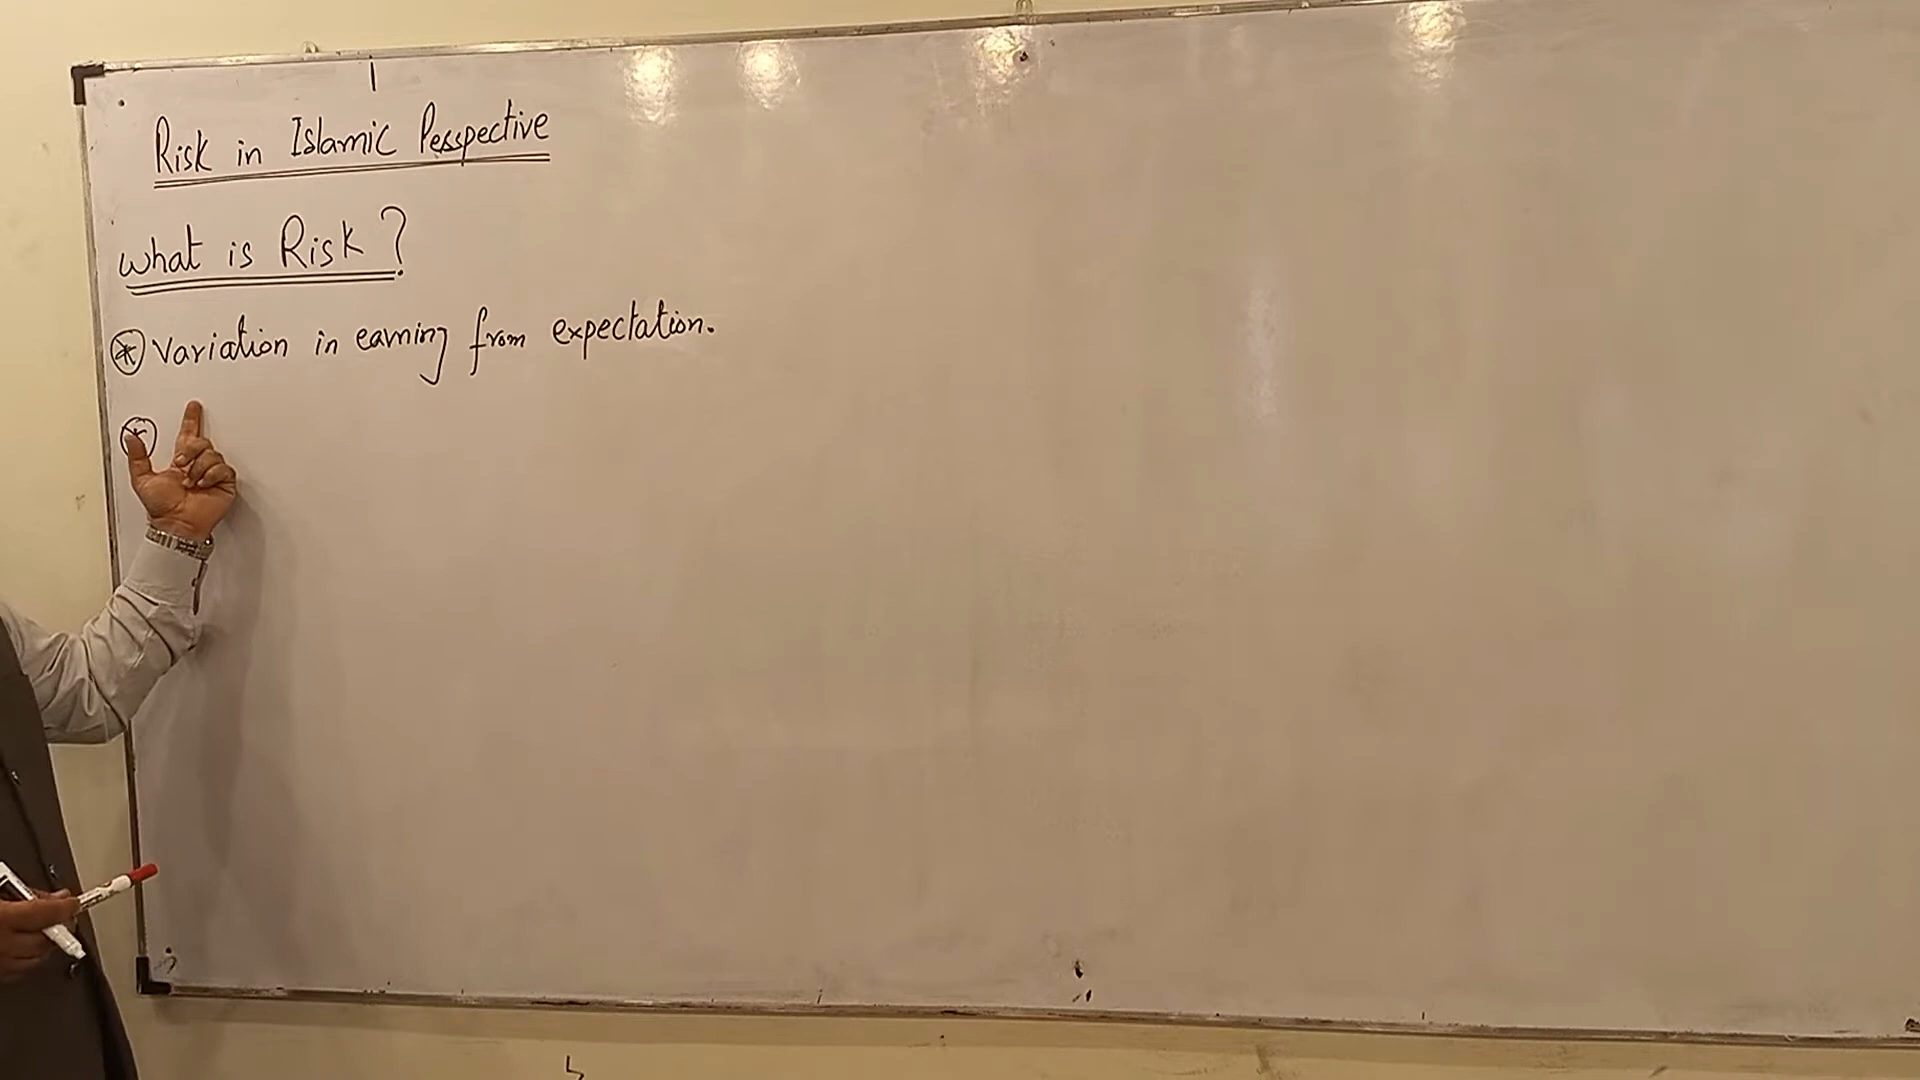 Risk in Islamic Perspective
What is Risk?
Variation in earning from expectation.